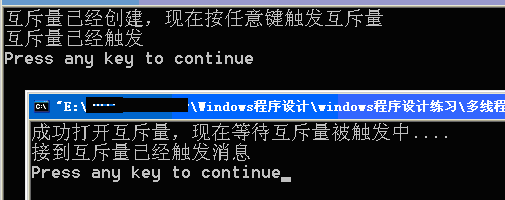 互斥量已经创建，现在按任意键触发互斥量
互斥量已经触发
Press any key to continue
"E:\ \Windows程序设计\windows程序设计练习\多线程
成功打开互斥量，现在等待互斥量被触发中....
接到互斥量已经触发消息
Press any key to continue_